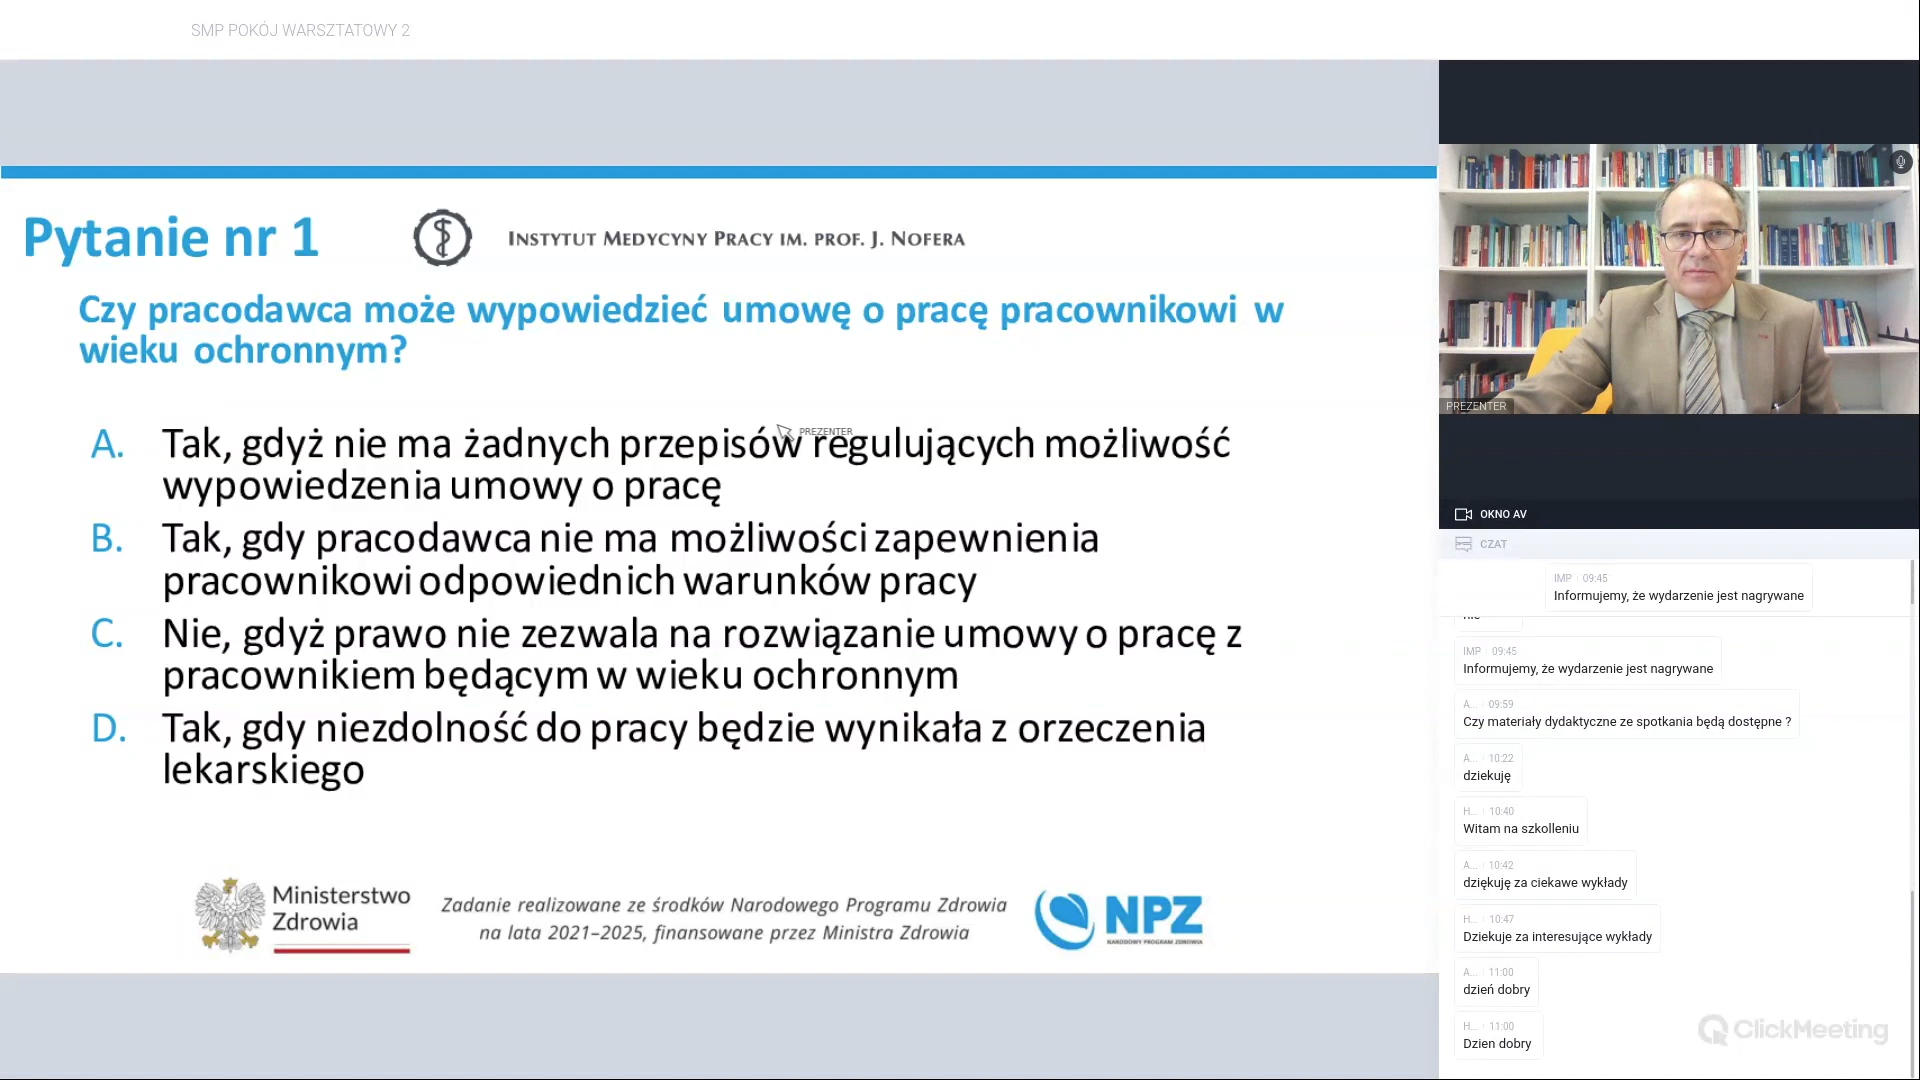 SMP POKÓJ WARSZTATOWY 2
Pytanie nr 1
INSTYTUT MEDYCYNY PRACY IM. PROF. J. NOFERA
Czy pracodawca może wypowiedzieć umowę o pracę pracownikowi w
wieku ochronnym?
A. Tak, gdyż nie ma żadnych przepisów regulujących możliwość
wypowiedzenia umowy o pracę
PREZENTER
B. Tak, gdy pracodawca nie ma możliwości zapewnienia
pracownikowi odpowiednich warunków pracy
C. Nie, gdyż prawo nie zezwala na rozwiązanie umowy o pracę z
pracownikiem będącym w wieku ochronnym
D. Tak, gdy niezdolność do pracy będzie wynikała z orzeczenia
lekarskiego
Ministerstwo
Zdrowia
Zadanie realizowane ze środków Narodowego Programu Zdrowia
na lata 2021–2025, finansowane przez Ministra Zdrowia
NPZ
NARODOWY PROGRAM ZDROWIA
PREZENTER
OKNO AV
CZAT
IMP 09:45
Informujemy, że wydarzenie jest nagrywane
IMP 09:45
Informujemy, że wydarzenie jest nagrywane
A... 09:59
Czy materiały dydaktyczne ze spotkania będą dostępne ?
A... 10:22
dziekuję
H... 10:40
Witam na szkolleniu
A... 10:42
dziękuję za ciekawe wykłady
H... 10:47
Dziekuje za interesujące wykłady
A... 11:00
dzień dobry
H... 11:00
Dzien dobry
ClickMeeting